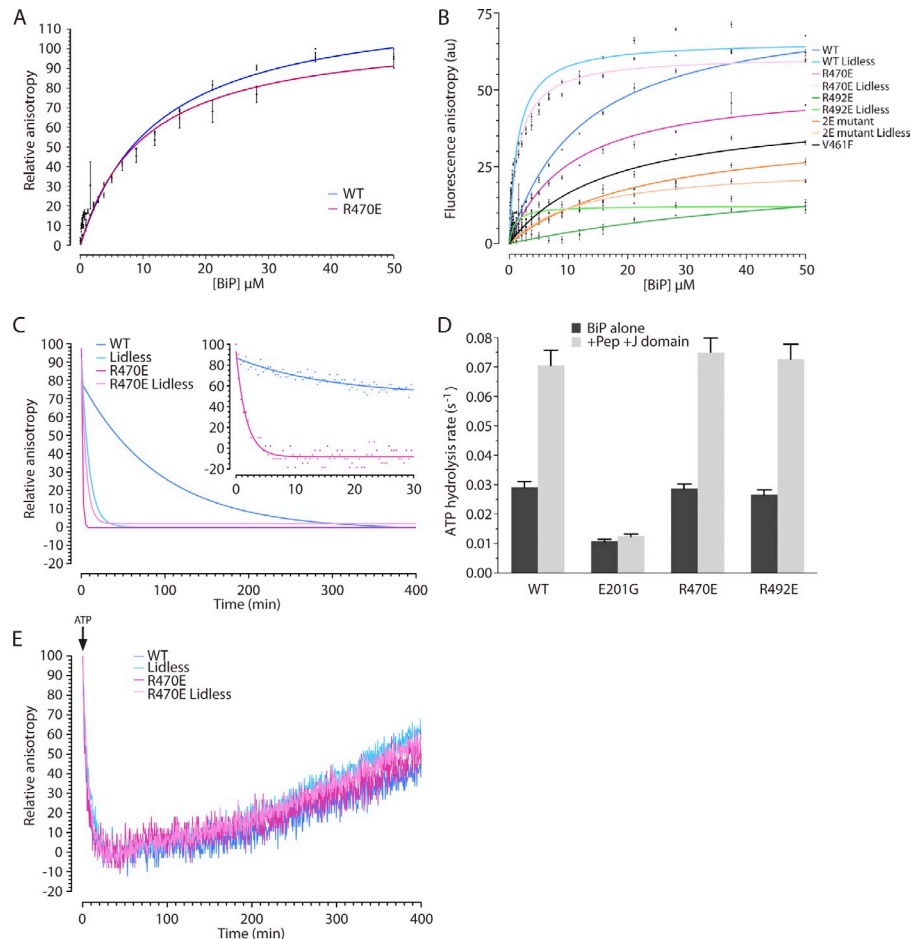 A
Relative anisotropy
110
100
90
80
70
60
50
40
30
20
10
0
0 10 20 30 40 50
[BiP] µM
WT
R470E
B
Fluorescence anisotropy (au)
75
50
25
0
0 10 20 30 40 50
[BiP] µM
WT
WT Lidless
R470E
R470E Lidless
R492E
R492E Lidless
2E mutant
2E mutant Lidless
V461F
C
Relative anisotropy
100
90
80
70
60
50
40
30
20
10
0
-10
-20
0 100 200 300 400
Time (min)
WT
Lidless
R470E
R470E Lidless
100
80
60
40
20
0
-20
0 10 20 30
D
ATP hydrolysis rate (s⁻¹)
BiP alone
+Pep +J domain
0.08
0.07
0.06
0.05
0.04
0.03
0.02
0.01
0.00
WT E201G R470E R492E
E
ATP
Relative anisotropy
100
90
80
70
60
50
40
30
20
10
0
-10
-20
0 100 200 300 400
Time (min)
WT
Lidless
R470E
R470E Lidless